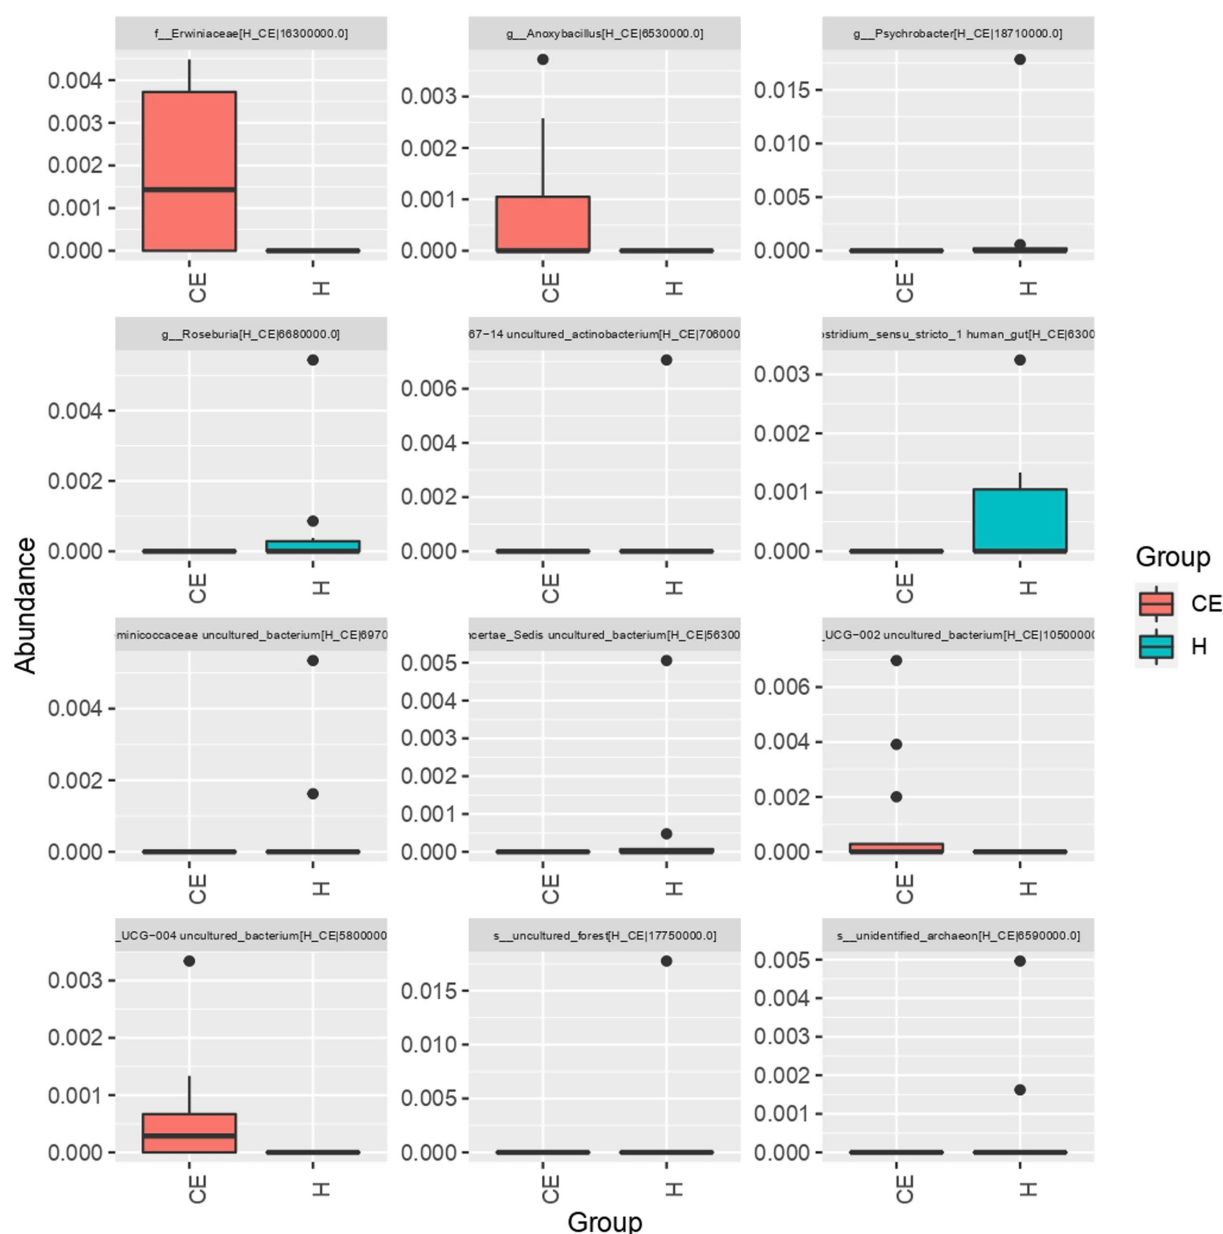 f__Erwiniaceae[H_CE|16300000.0]
g__Anoxybacillus[H_CE|6530000.0]
g__Psychrobacter[H_CE|18710000.0]
0.004
0.003
0.002
0.001
0.000
0.003
0.002
0.001
0.000
0.015
0.010
0.005
0.000
CE
H
CE
H
CE
H
g__Roseburia[H_CE|6680000.0]
67−14 uncultured_actinobacterium[H_CE|706000
ostridium_sensu_stricto_1 human_gut[H_CE|6300
0.004
0.002
0.000
0.006
0.004
0.002
0.000
0.003
0.002
0.001
0.000
CE
H
CE
H
CE
H
Abundance
Group
CE
H
minicoccaceae uncultured_bacterium[H_CE|6970
ncertae_Sedis uncultured_bacterium[H_CE|56300
_UCG−002 uncultured_bacterium[H_CE|10500000
0.004
0.002
0.000
0.005
0.004
0.003
0.002
0.001
0.000
0.006
0.004
0.002
0.000
CE
H
CE
H
CE
H
_UCG−004 uncultured_bacterium[H_CE|5800000
s__uncultured_forest[H_CE|17750000.0]
s__unidentified_archaeon[H_CE|6590000.0]
0.003
0.002
0.001
0.000
0.015
0.010
0.005
0.000
0.005
0.004
0.003
0.002
0.001
0.000
CE
H
CE
H
CE
H
Group